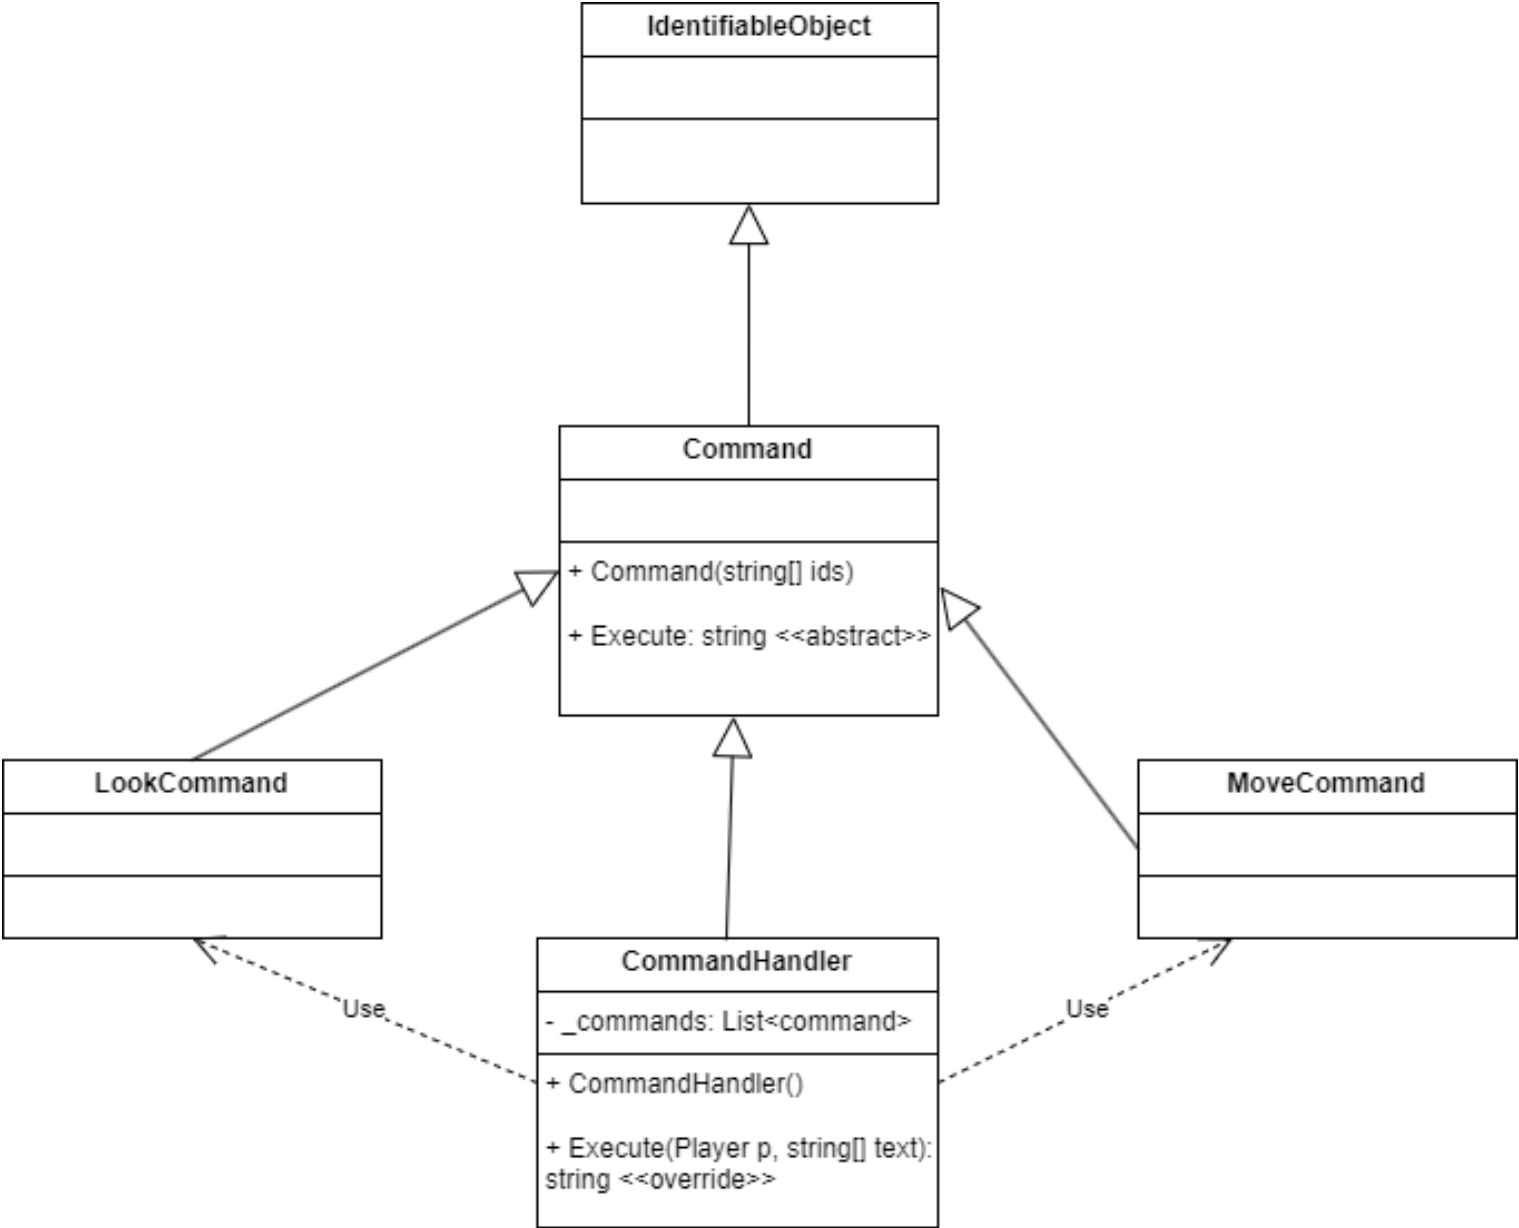 IdentifiableObject
Command
+ Command(string[] ids)
+ Execute: string <<abstract>>
LookCommand
MoveCommand
CommandHandler
- _commands: List<command>
+ CommandHandler()
+ Execute(Player p, string[] text):
string <<override>>
Use
Use